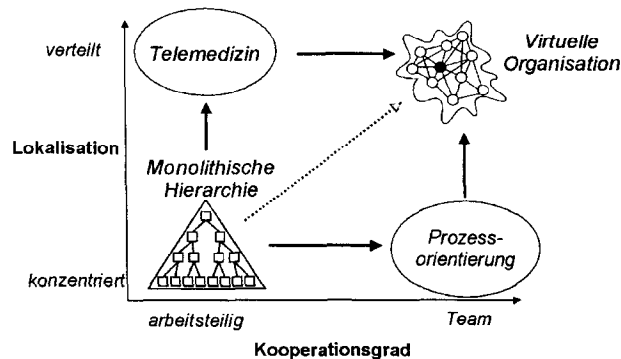 verteilt
Telemedizin
Virtuelle
Organisation
Lokalisation
Monolithische
Hierarchie
Prozess-
orientierung
konzentriert
arbeitsteilig
Team
Kooperationsgrad